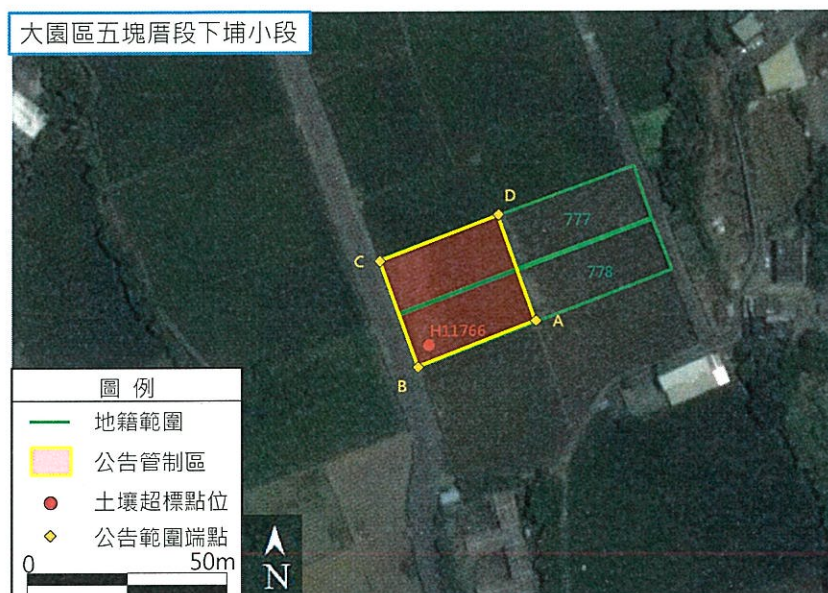 大園區五塊厝段下埔小段
D
777
C
778
A
H11766
B
圖 例
地籍範圍
公告管制區
土壤超標點位
公告範圍端點
0 50m
N